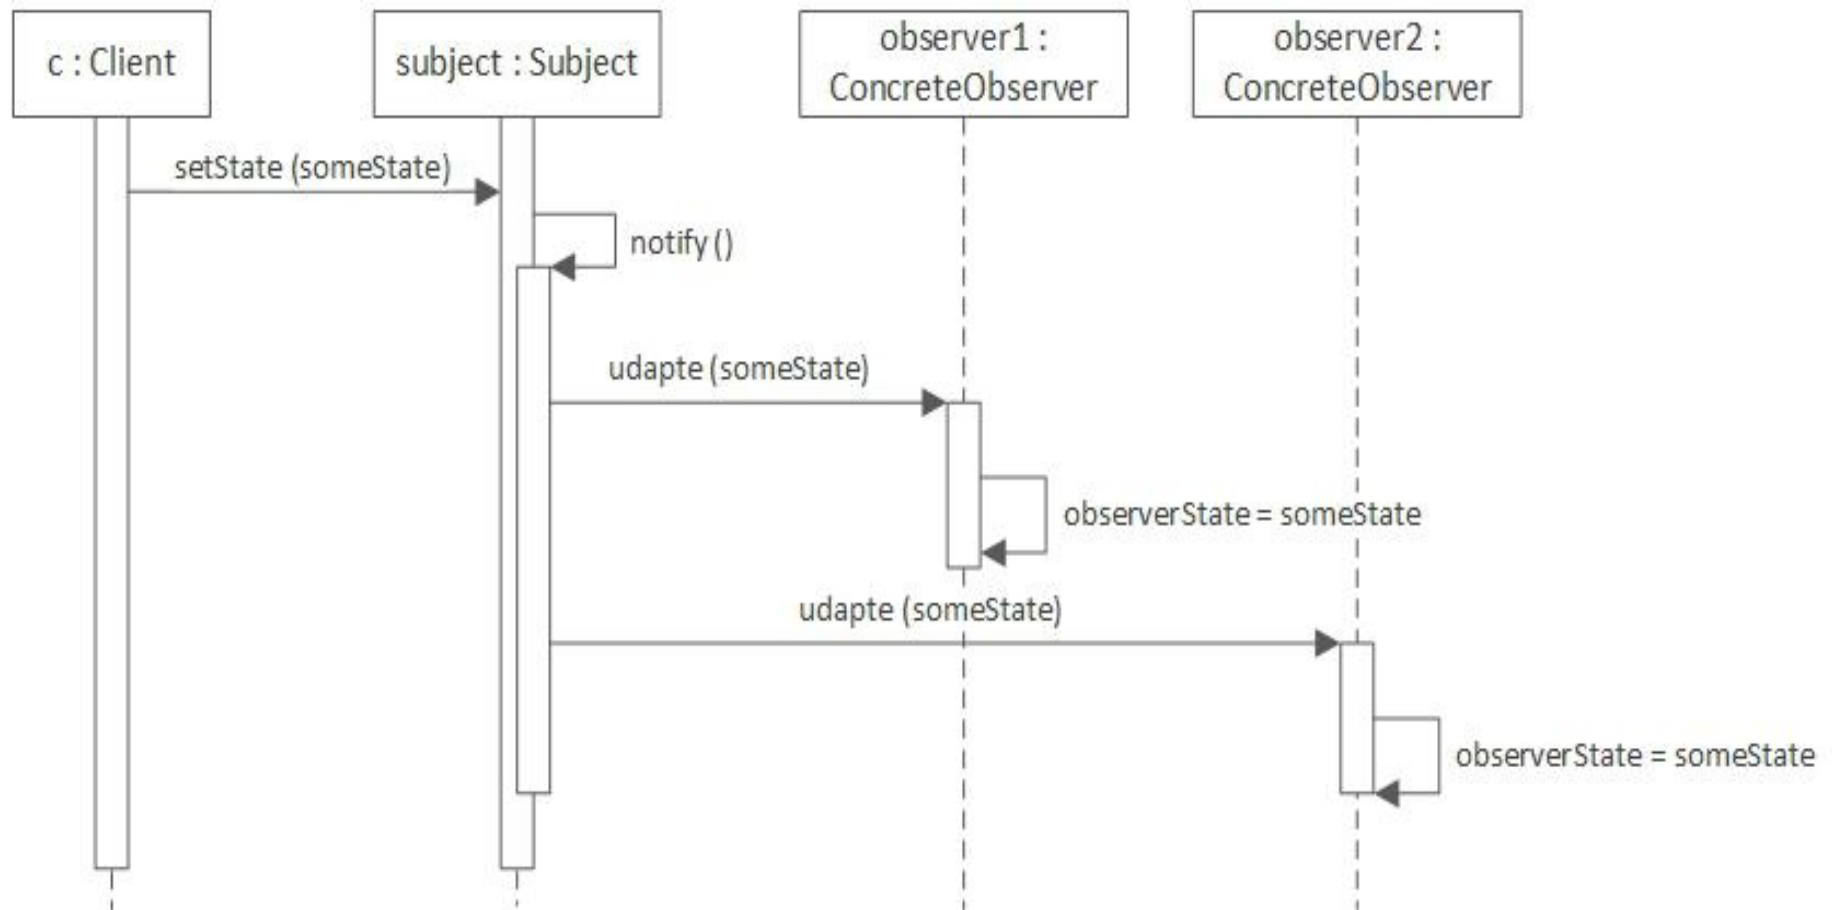 c : Client
subject : Subject
observer1 :
ConcreteObserver
observer2 :
ConcreteObserver
setState (someState)
notify ()
udapte (someState)
observerState = someState
udapte (someState)
observerState = someState